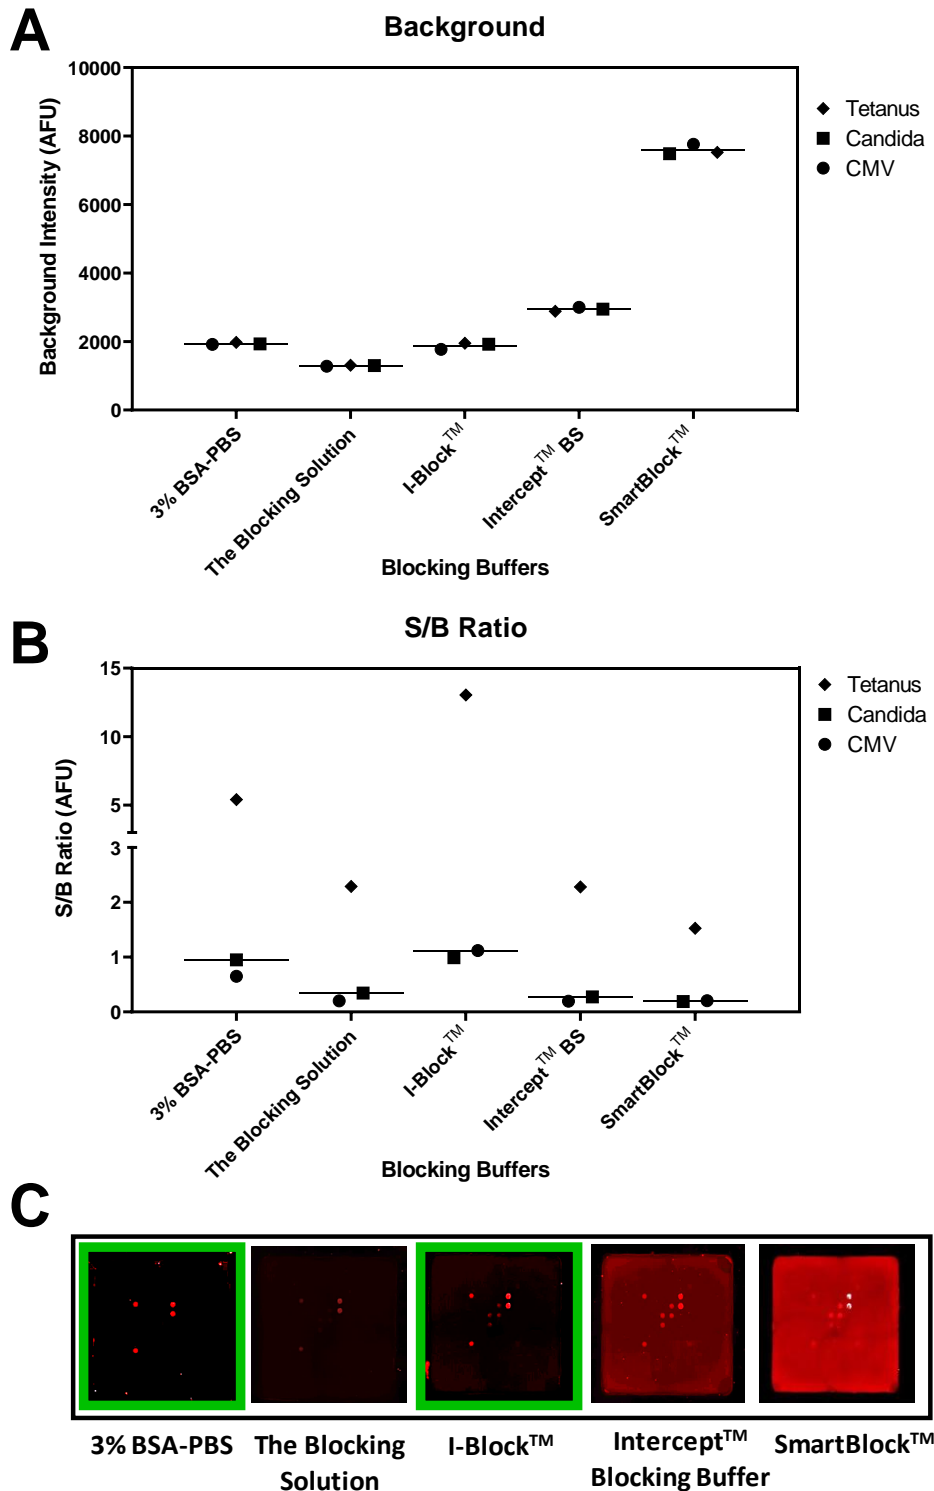 A
Background
10000
8000
6000
4000
2000
0
Background Intensity (AFU)
Tetanus
Candida
CMV
3% BSA-PBS
The Blocking Solution
I-Block™
Intercept™ BS
SmartBlock™
Blocking Buffers
B
S/B Ratio
15
10
5
3
2
1
0
S/B Ratio (AFU)
Tetanus
Candida
CMV
3% BSA-PBS
The Blocking Solution
I-Block™
Intercept™ BS
SmartBlock™
Blocking Buffers
C
3% BSA-PBS
The Blocking
Solution
I-Block™
Intercept™
Blocking Buffer
SmartBlock™